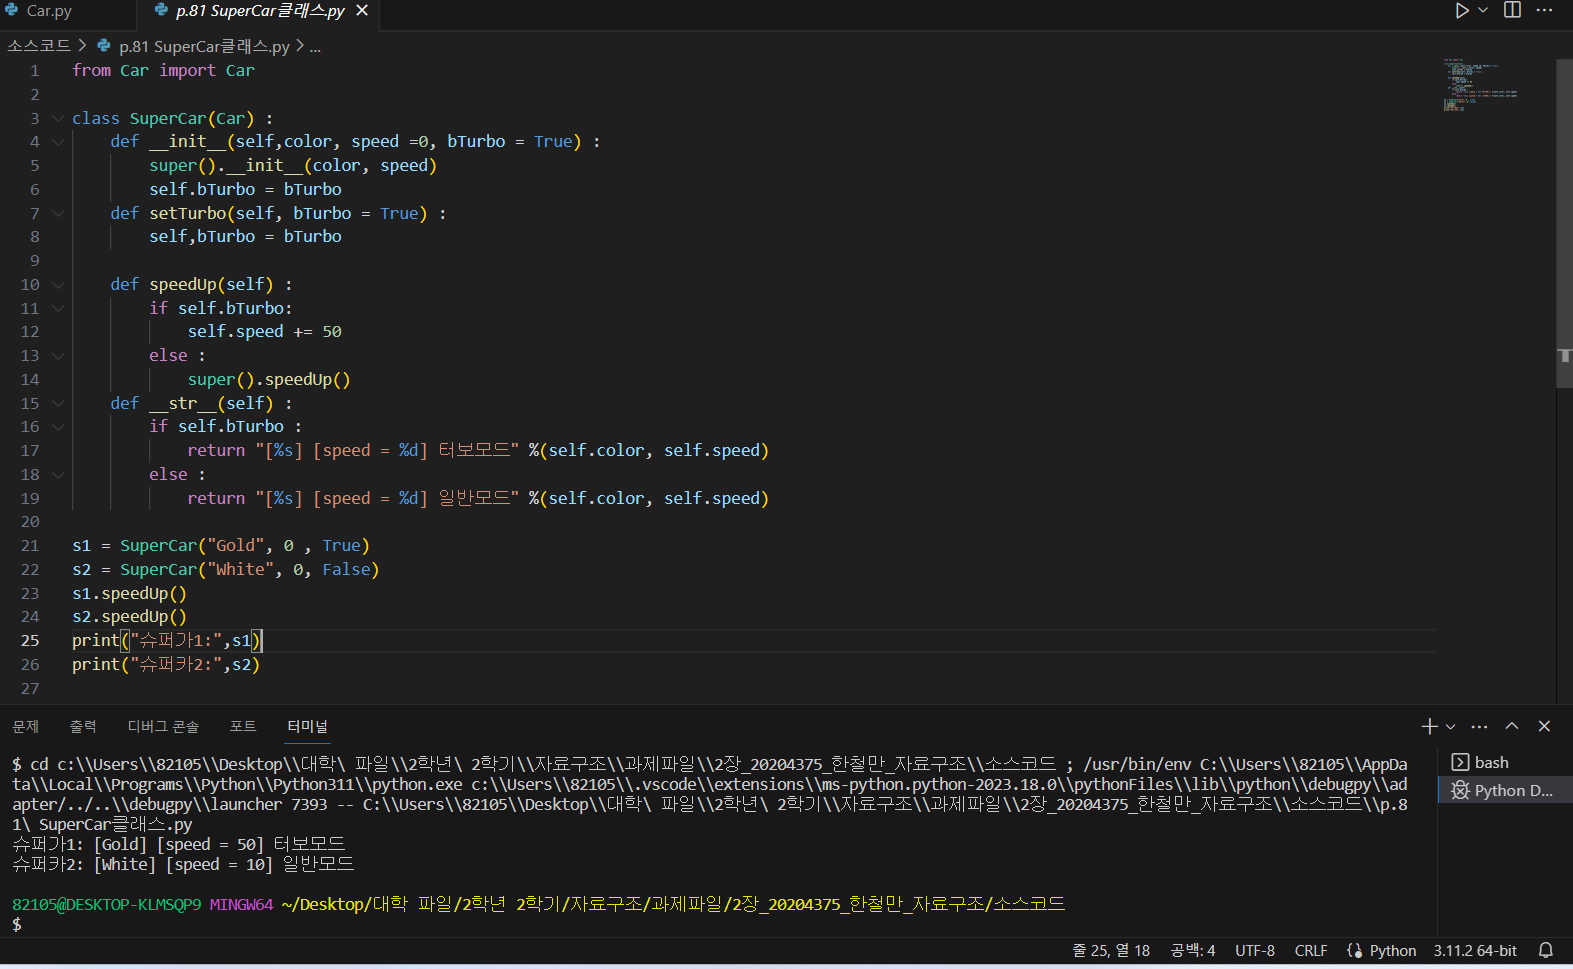 Car.py
p.81 SuperCar클래스.py
소스코드 > p.81 SuperCar클래스.py > ...
1 from Car import Car
2
3 class SuperCar(Car) :
4 def __init__(self,color, speed =0, bTurbo = True) :
5 super().__init__(color, speed)
6 self.bTurbo = bTurbo
7 def setTurbo(self, bTurbo = True) :
8 self,bTurbo = bTurbo
9
10 def speedUp(self) :
11 if self.bTurbo:
12 self.speed += 50
13 else :
14 super().speedUp()
15 def __str__(self) :
16 if self.bTurbo :
17 return "[%s] [speed = %d] 터보모드" %(self.color, self.speed)
18 else :
19 return "[%s] [speed = %d] 일반모드" %(self.color, self.speed)
20
21 s1 = SuperCar("Gold", 0 , True)
22 s2 = SuperCar("White", 0, False)
23 s1.speedUp()
24 s2.speedUp()
25 print("슈퍼가1:",s1)
26 print("슈퍼카2:",s2)
27
문제 출력 디버그 콘솔 포트 터미널
$ cd c:\\Users\\82105\\Desktop\\대학\ 파일\\2학년\ 2학기\\자료구조\\과제파일\\2장_20204375_한철만_자료구조\\소스코드 ; /usr/bin/env C:\\Users\\82105\\AppDa
ta\\Local\\Programs\\Python\\Python311\\python.exe c:\\Users\\82105\\.vscode\\extensions\\ms-python.python-2023.18.0\\pythonFiles\\lib\\python\\debugpy\\ad
apter/../..\\debugpy\\launcher 7393 -- C:\\Users\\82105\\Desktop\\대학\ 파일\\2학년\ 2학기\\자료구조\\과제파일\\2장_20204375_한철만_자료구조\\소스코드\\p.8
1\ SuperCar클래스.py
슈퍼가1: [Gold] [speed = 50] 터보모드
슈퍼카2: [White] [speed = 10] 일반모드
82105@DESKTOP-KLMSQP9 MINGW64 ~/Desktop/대학 파일/2학년 2학기/자료구조/과제파일/2장_20204375_한철만_자료구조/소스코드
$
bash
Python D...
줄 25, 열 18 공백: 4 UTF-8 CRLF Python 3.11.2 64-bit